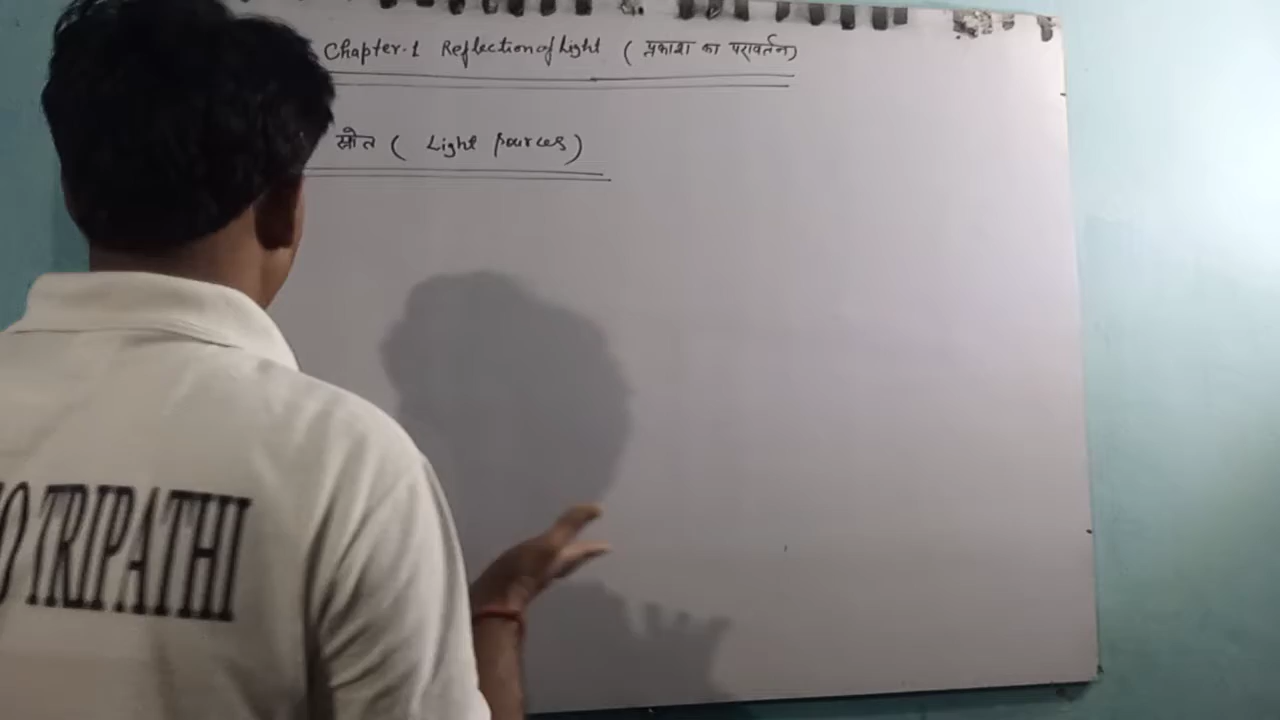 Chapter-1 Reflection of Light ( प्रकाश का परावर्तन)
स्रोत ( Light sources)
TRIPATHI